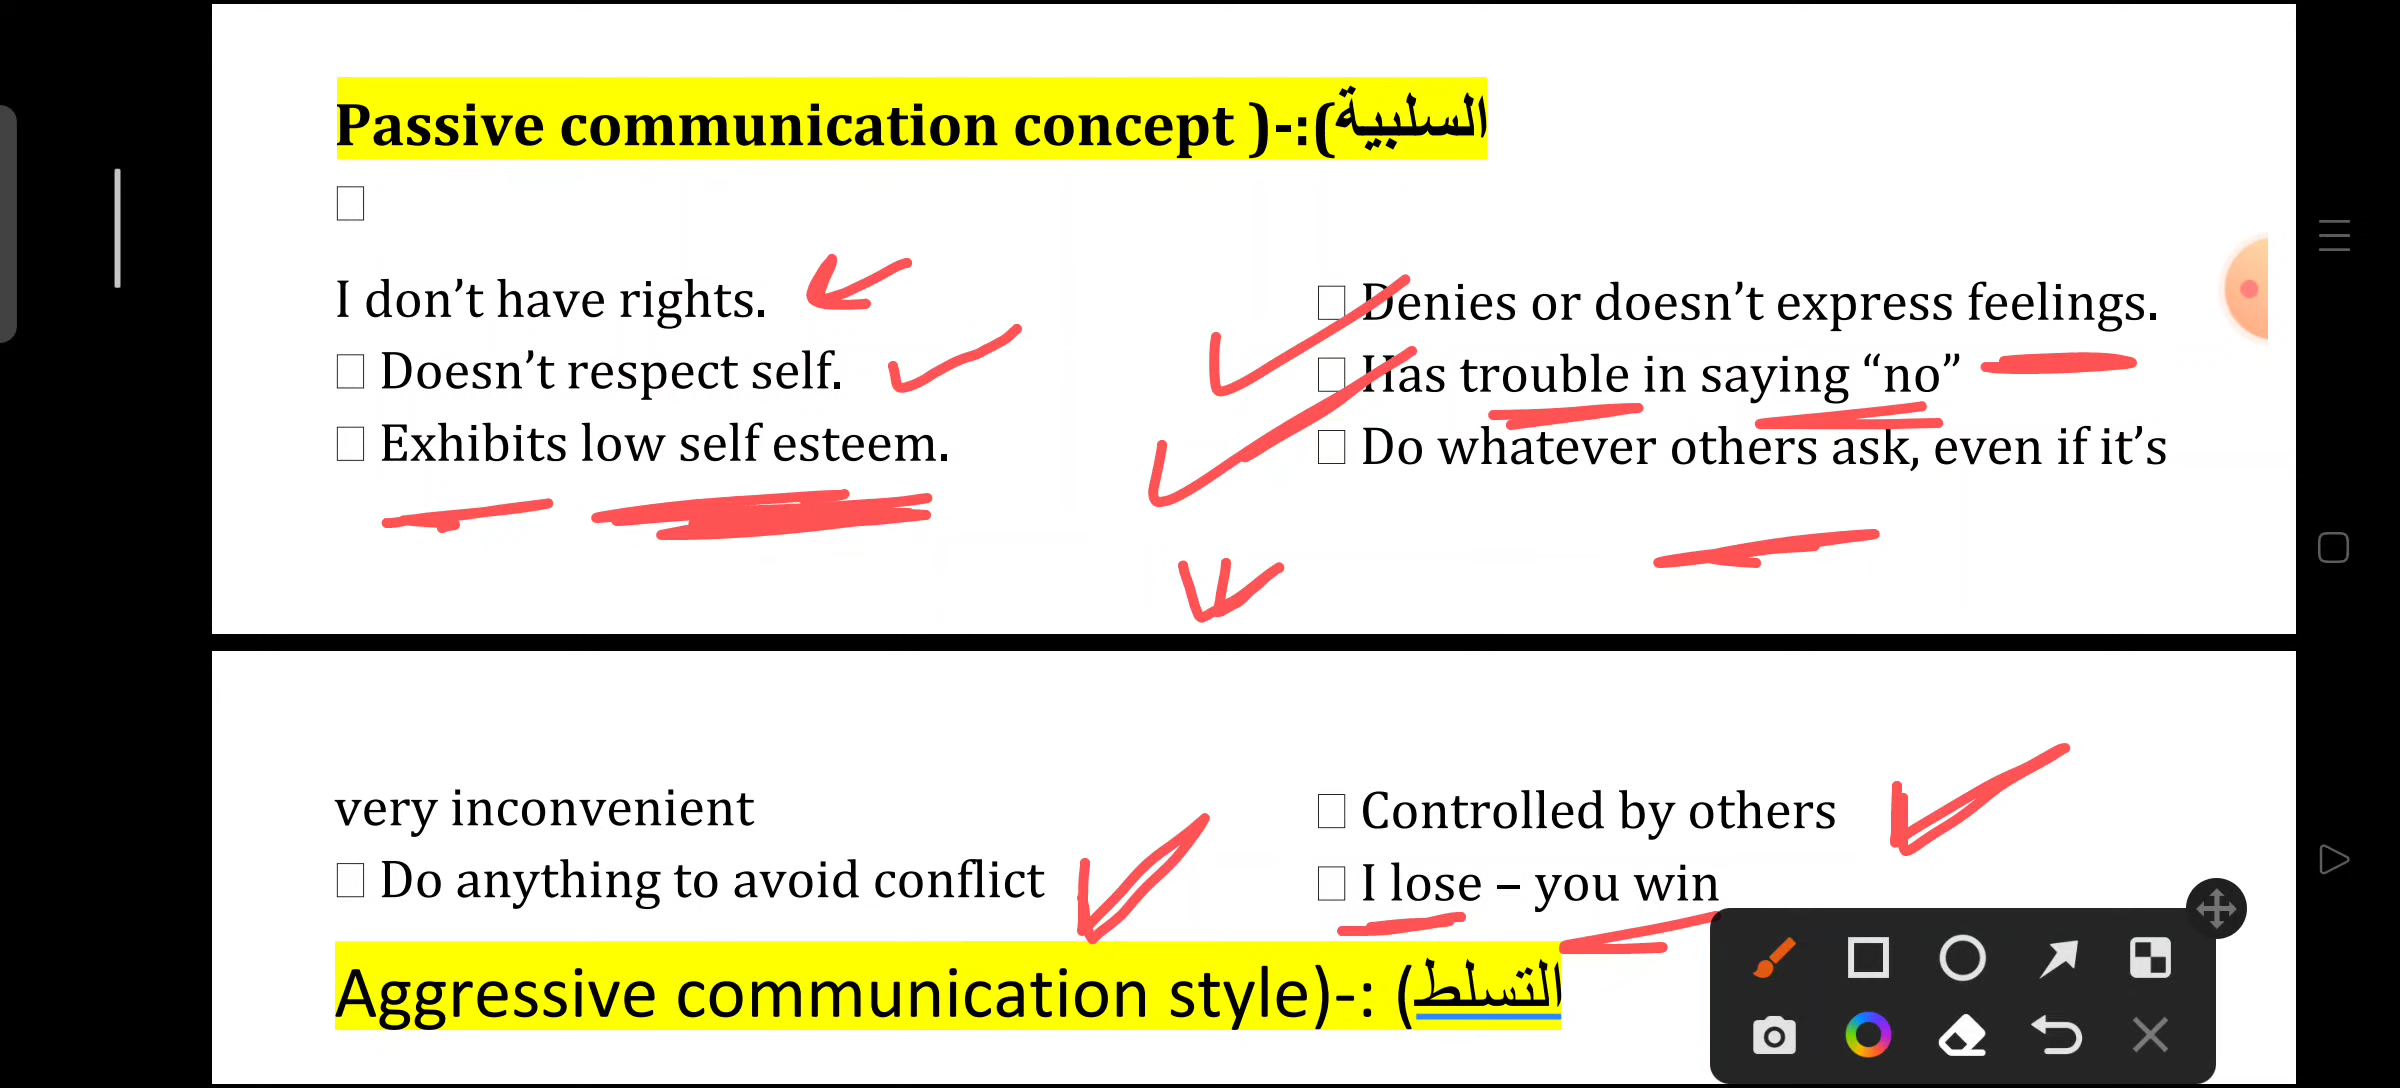 Passive communication concept )-:(السلبية
I don’t have rights.
Doesn’t respect self.
Exhibits low self esteem.
Denies or doesn’t express feelings.
Has trouble in saying “no”
Do whatever others ask, even if it’s
very inconvenient
Do anything to avoid conflict
Controlled by others
I lose – you win
Aggressive communication style)-: (التسلط